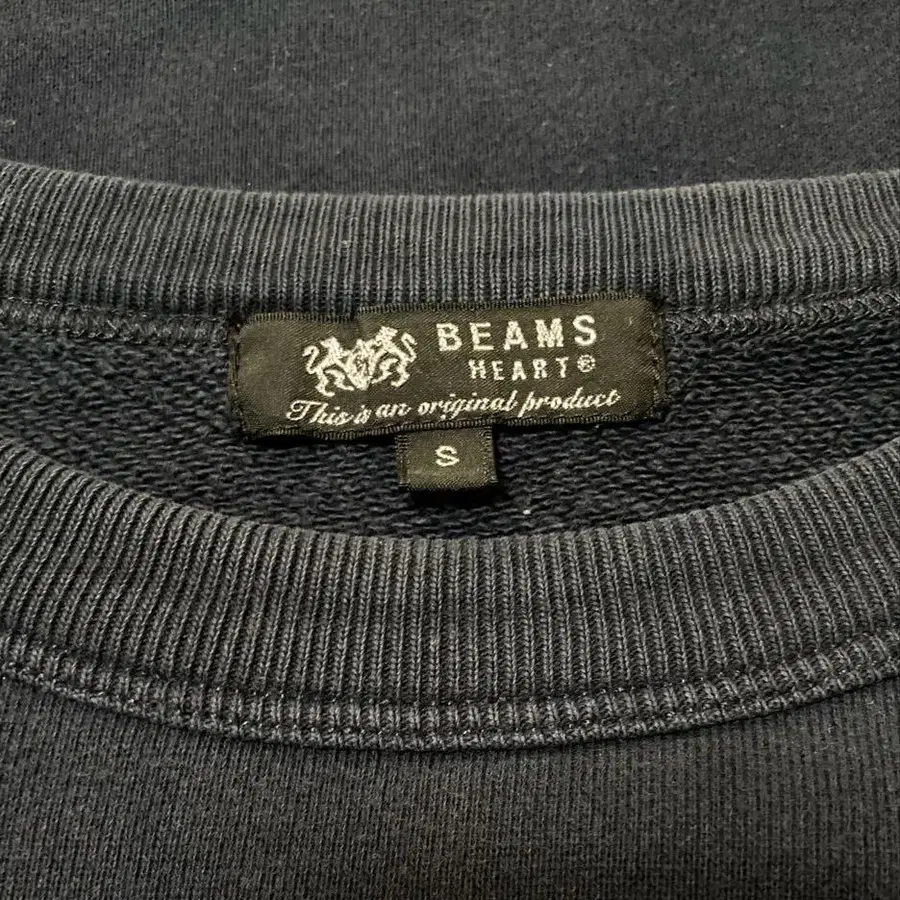 BEAMS
HEART®
This is an original product
S